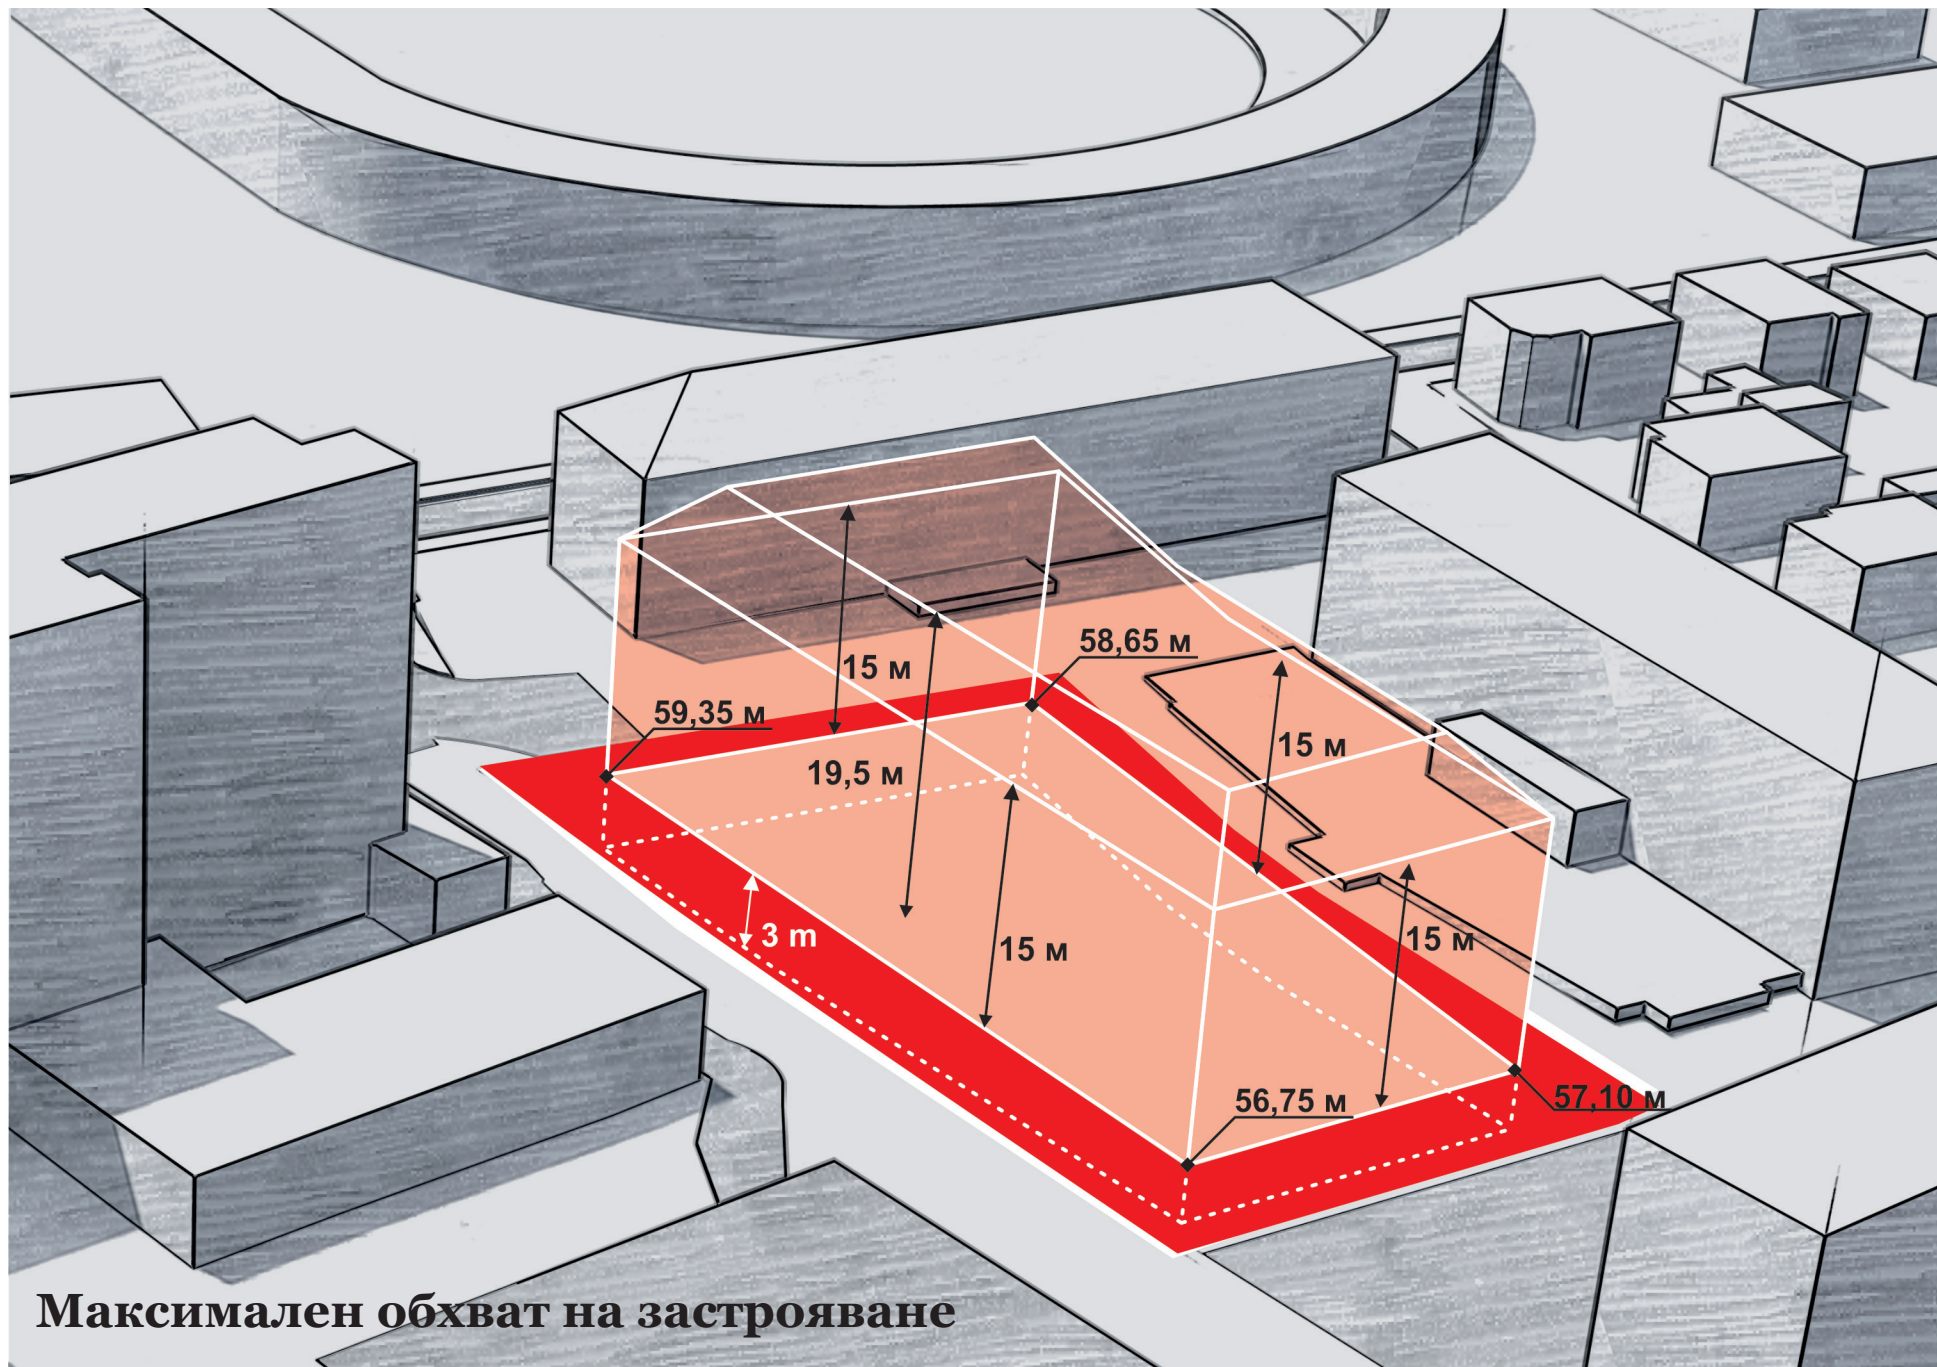 58,65 м
15 м
59,35 м
15 м
19,5 м
3 m
15 м
15 м
56,75 м
57,10 м
Максимален обхват на застрояване